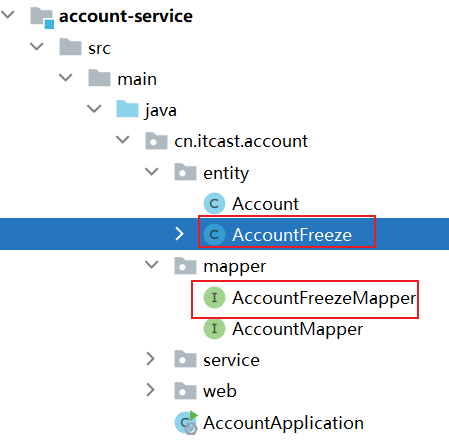 account-service
src
main
java
cn.itcast.account
entity
C Account
C AccountFreeze
mapper
I AccountFreezeMapper
I AccountMapper
service
web
C AccountApplication